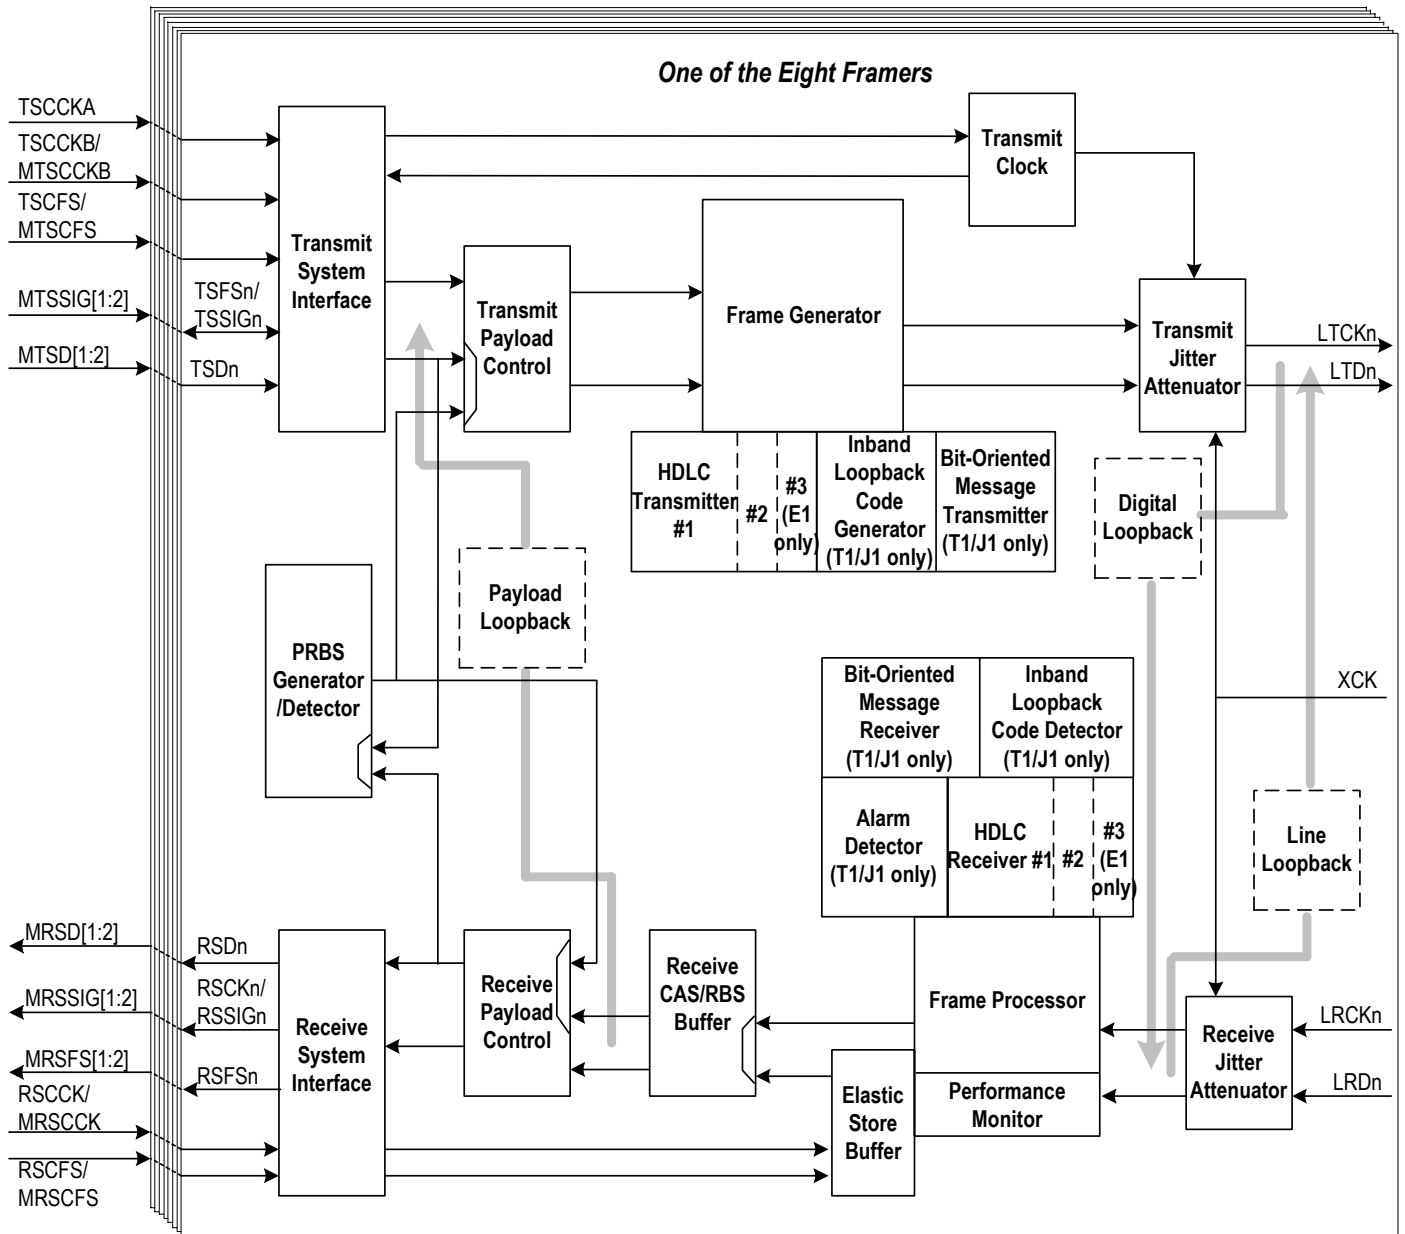 One of the Eight Framers
TSCCKA
TSCCKB/
MTSCCKB
TSCFS/
MTSCFS
MTSSIG[1:2]
MTSD[1:2]
TSFSn/
TSSIGn
TSDn
Transmit
System
Interface
Transmit
Payload
Control
Frame Generator
Transmit
Clock
Transmit
Jitter
Attenuator
LTCKn
LTDn
HDLC
Transmitter
#1
#2
#3
(E1
only)
Inband
Loopback
Code
Generator
(T1/J1 only)
Bit-Oriented
Message
Transmitter
(T1/J1 only)
Digital
Loopback
Payload
Loopback
PRBS
Generator
/Detector
XCK
Bit-Oriented
Message
Receiver
(T1/J1 only)
Inband
Loopback
Code Detector
(T1/J1 only)
Alarm
Detector
(T1/J1 only)
HDLC
Receiver #1
#2
#3
(E1
only)
Line
Loopback
MRSD[1:2]
MRSSIG[1:2]
MRSFS[1:2]
RSCCK/
MRSCCK
RSCFS/
MRSCFS
RSDn
RSCKn/
RSSIGn
RSFSn
Receive
System
Interface
Receive
Payload
Control
Receive
CAS/RBS
Buffer
Elastic
Store
Buffer
Frame Processor
Performance
Monitor
Receive
Jitter
Attenuator
LRCKn
LRDn